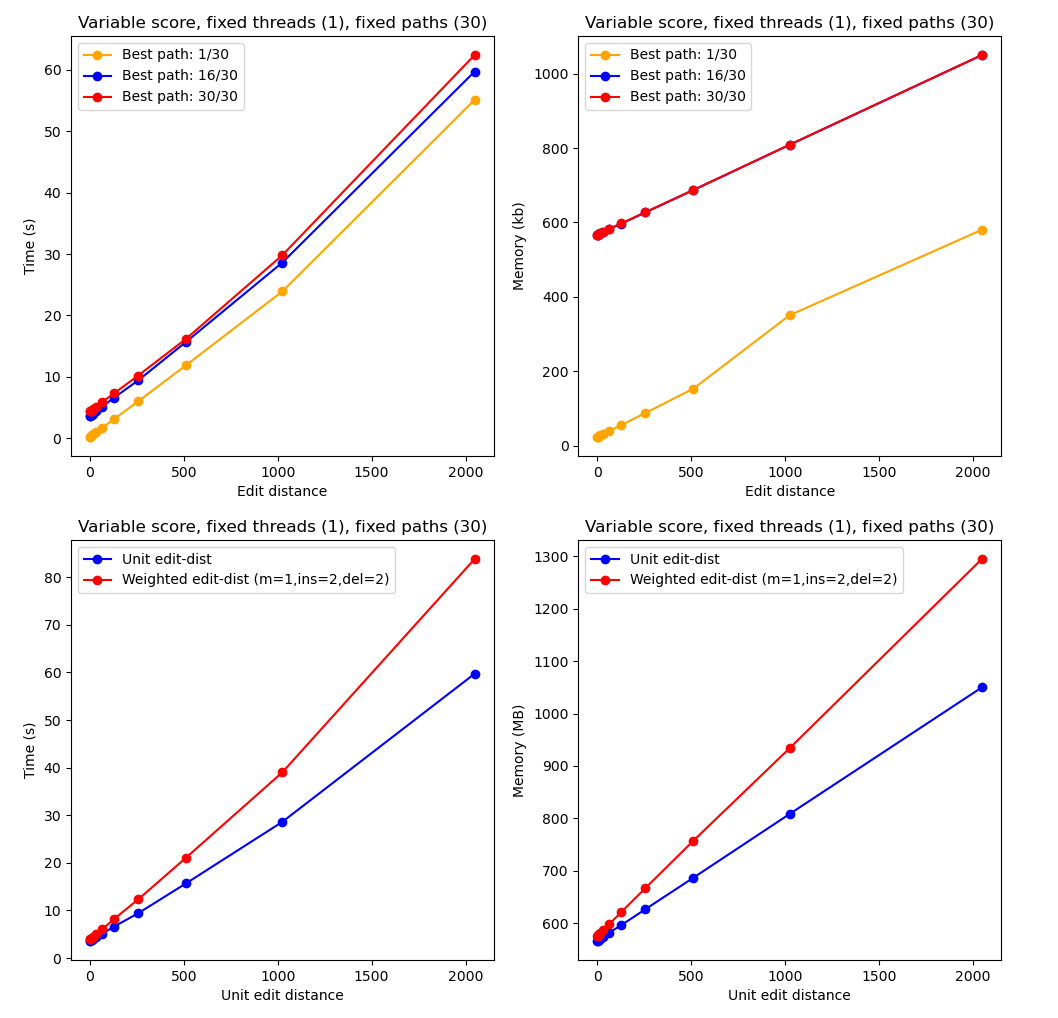 Variable score, fixed threads (1), fixed paths (30)
Best path: 1/30
Best path: 16/30
Best path: 30/30
60
50
40
30
20
10
0
Time (s)
0
500
1000
1500
2000
Edit distance
Variable score, fixed threads (1), fixed paths (30)
Best path: 1/30
Best path: 16/30
Best path: 30/30
1000
800
600
400
200
0
Memory (kb)
0
500
1000
1500
2000
Edit distance
Variable score, fixed threads (1), fixed paths (30)
Unit edit-dist
Weighted edit-dist (m=1,ins=2,del=2)
80
70
60
50
40
30
20
10
0
Time (s)
0
500
1000
1500
2000
Unit edit distance
Variable score, fixed threads (1), fixed paths (30)
Unit edit-dist
Weighted edit-dist (m=1,ins=2,del=2)
1300
1200
1100
1000
900
800
700
600
Memory (MB)
0
500
1000
1500
2000
Unit edit distance